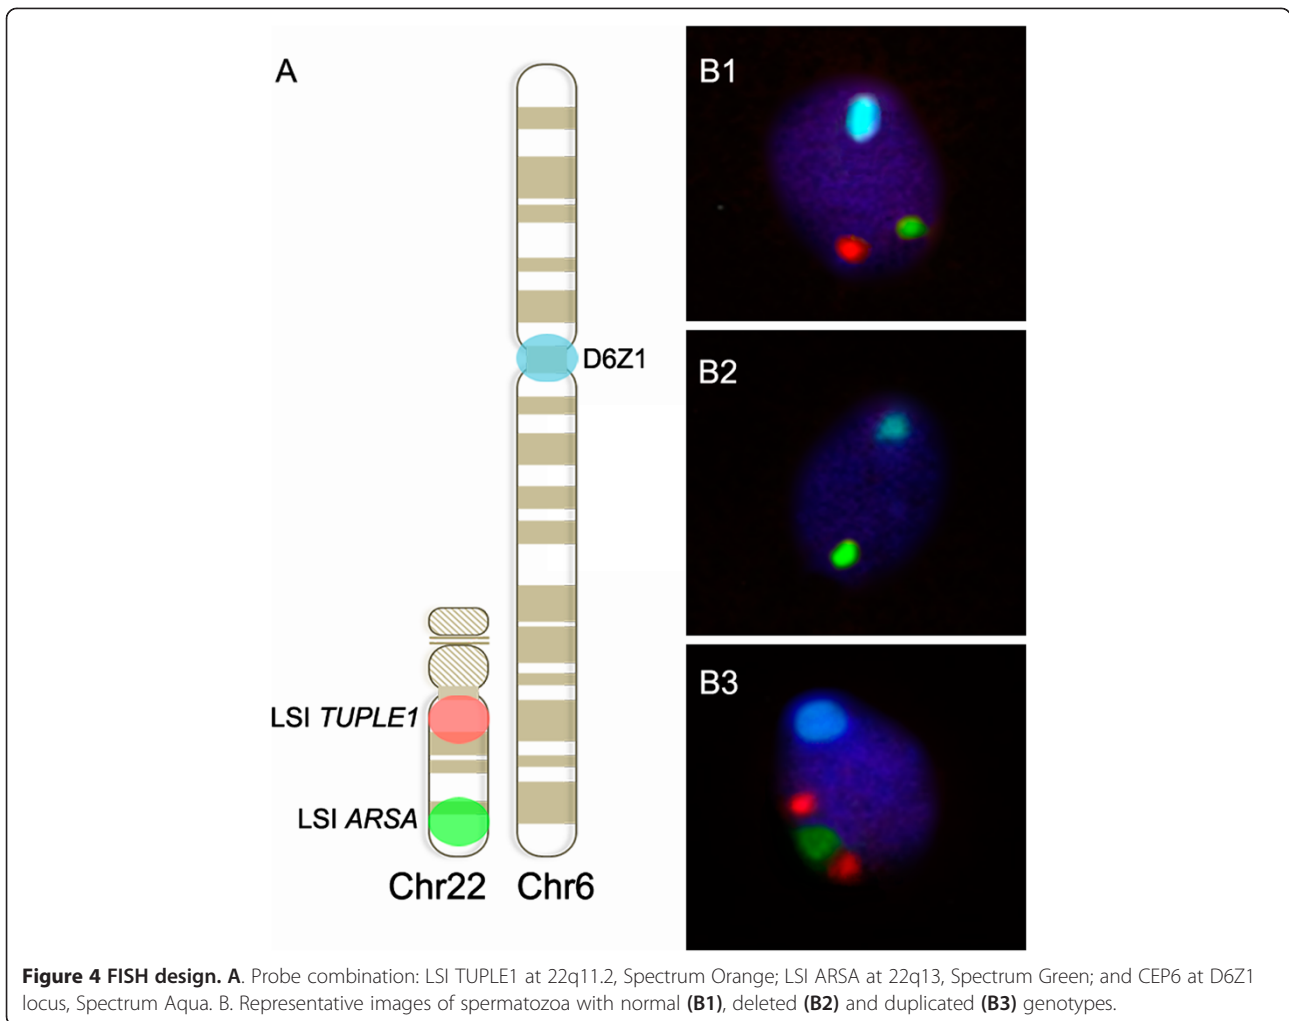 A
B1
D6Z1
B2
B3
LSI TUPLE1
LSI ARSA
Chr22 Chr6
Figure 4 FISH design. A. Probe combination: LSI TUPLE1 at 22q11.2, Spectrum Orange; LSI ARSA at 22q13, Spectrum Green; and CEP6 at D6Z1
locus, Spectrum Aqua. B. Representative images of spermatozoa with normal (B1), deleted (B2) and duplicated (B3) genotypes.